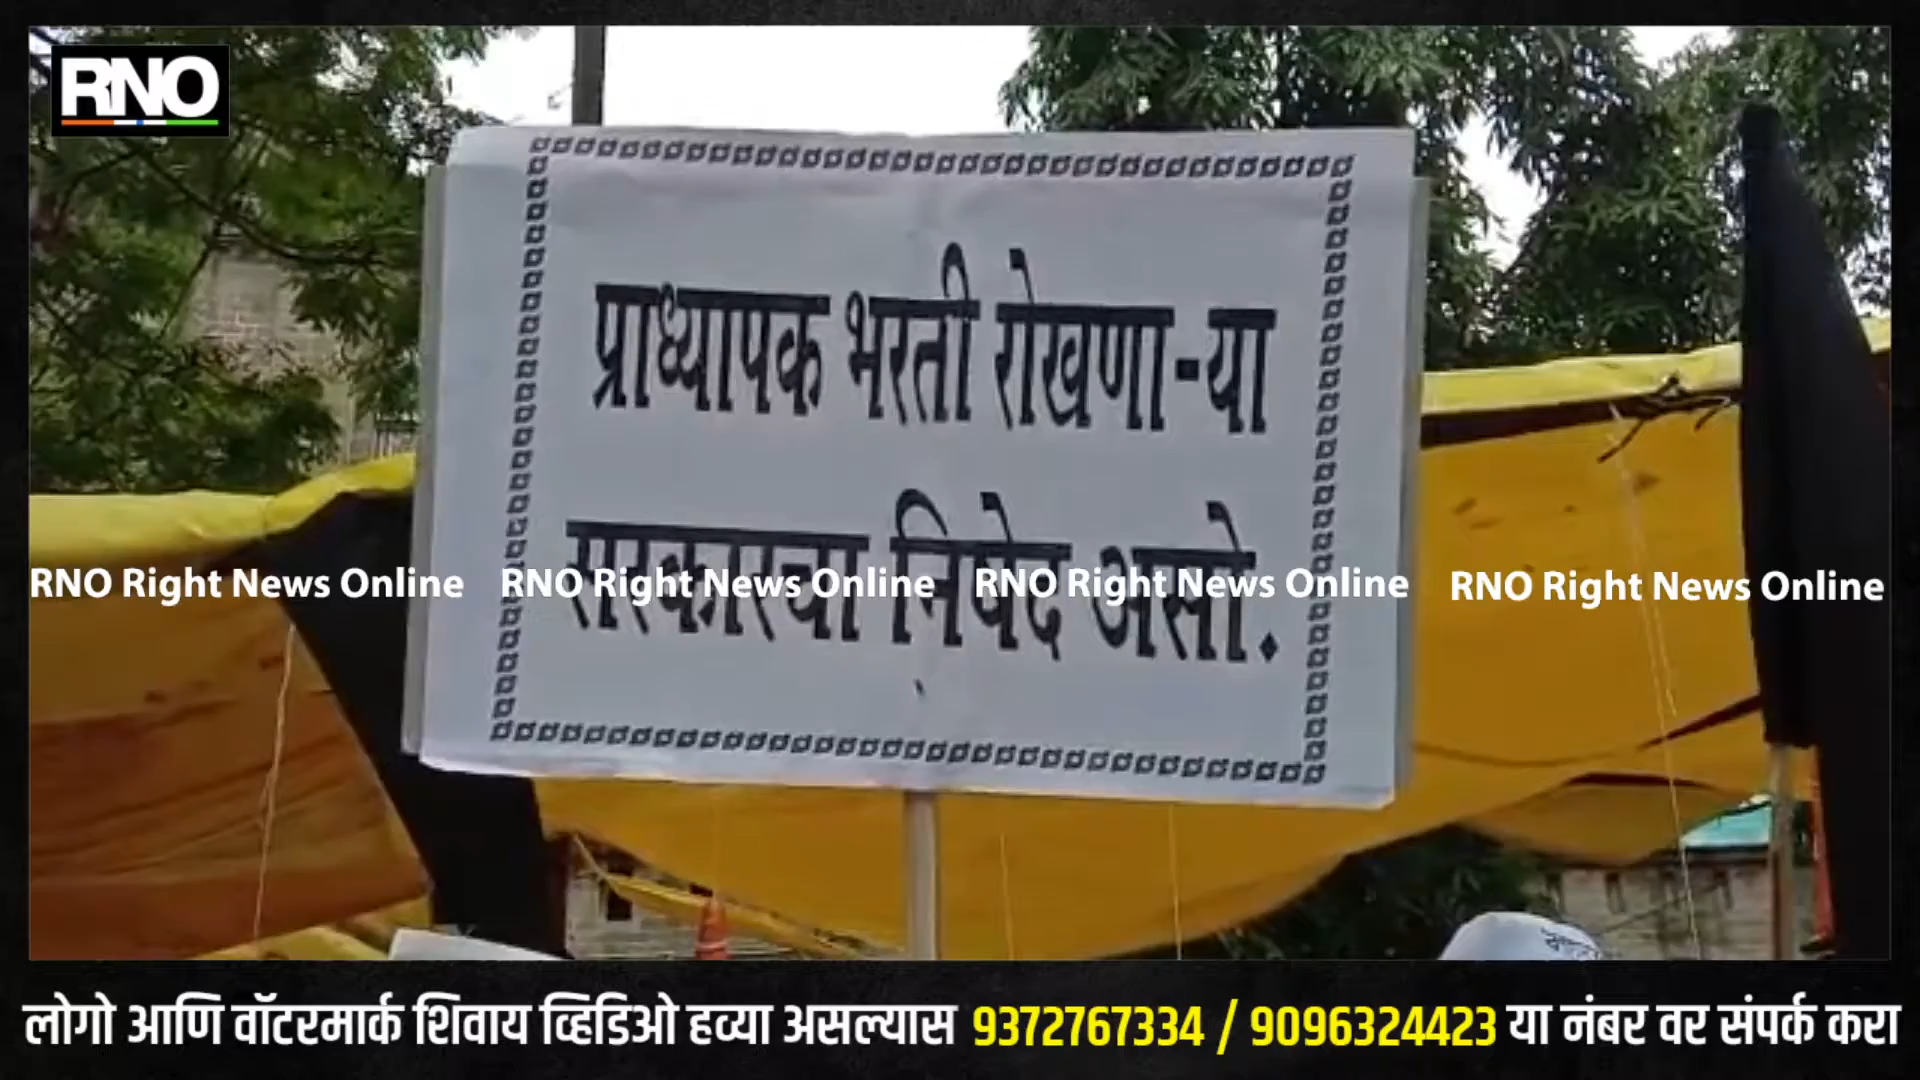 RNO
प्राध्यापक भरती रोखणा-या
सरकारचा निषेद असो.
RNO Right News Online RNO Right News Online RNO Right News Online RNO Right News Online
लोगो आणि वॉटरमार्क शिवाय व्हिडिओ हव्या असल्यास 9372767334 / 9096324423 या नंबर वर संपर्क करा